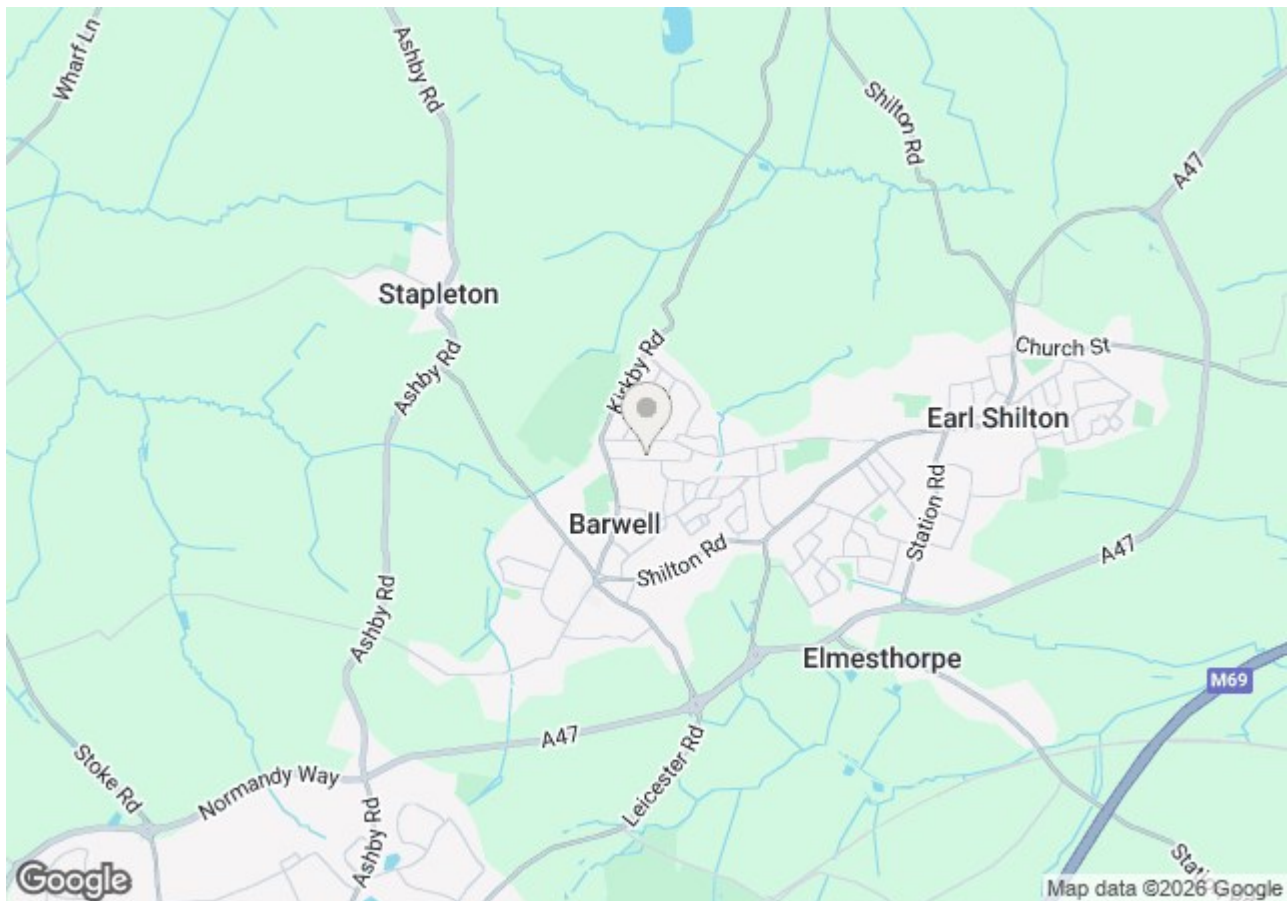 Wharf Ln
Ashby Rd
Shilton Rd
A47
Stapleton
Church St
Kirkby Rd
Ashby Rd
Earl Shilton
Station Rd
Barwell
Shilton Rd
A47
Ashby Rd
Elmesthorpe
M69
A47
Leicester Rd
Stoke Rd
Normandy Way
Ashby Rd
Google
Map data ©2026 Google